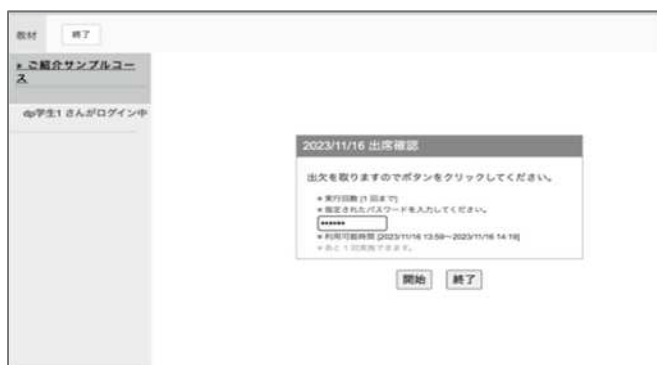 教材 終了
» ご紹介サンプルコース
dp学生1 さんがログイン中
2023/11/16 出席確認
出欠を取りますのでボタンをクリックしてください。
※ 実行回数 [1 回まで]
※ 指定されたパスワードを入力してください。
••••••
※ 利用可能時間 [2023/11/16 13:59～2023/11/16 14:19]
※ あと 1 回実施できます。
開始 終了